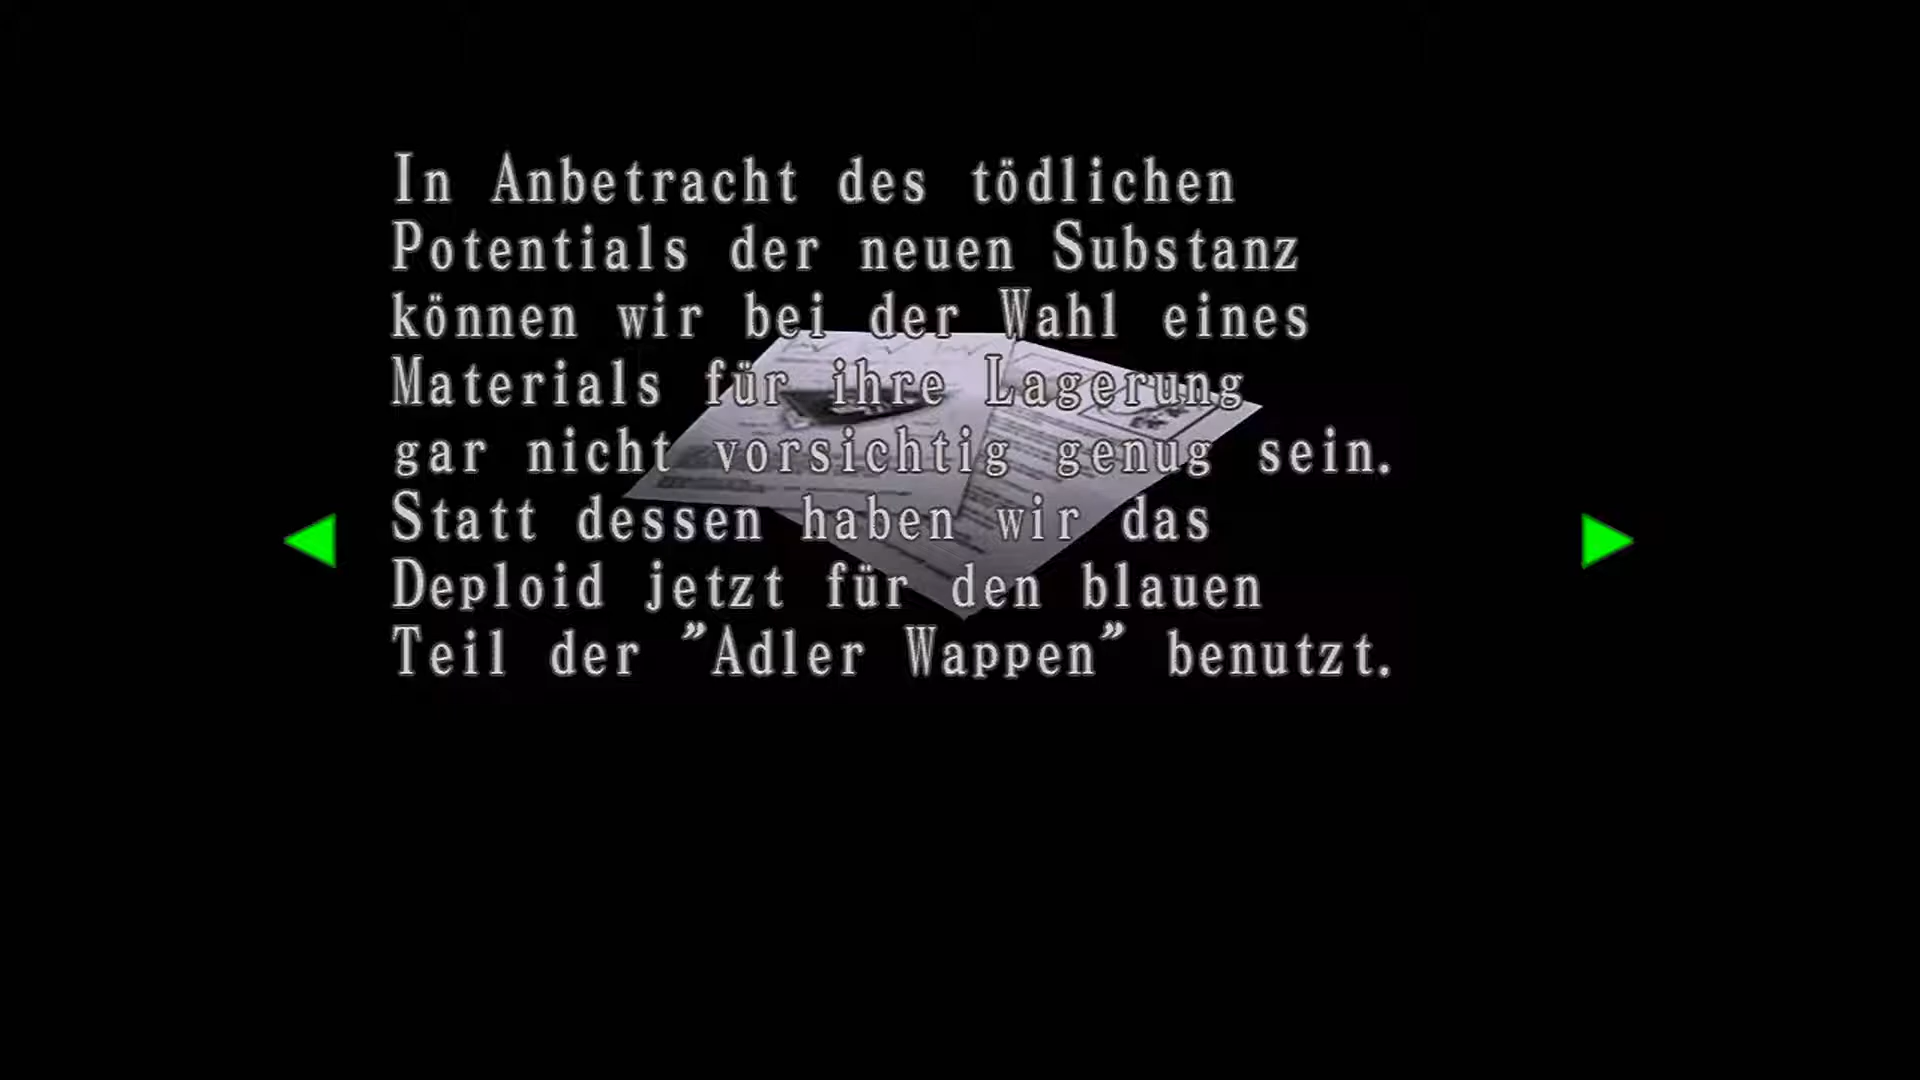 In Anbetracht des tödlichen
Potentials der neuen Substanz
können wir bei der Wahl eines
Materials für ihre Lagerung
gar nicht vorsichtig genug sein.
Statt dessen haben wir das
Deploid jetzt für den blauen
Teil der "Adler Wappen" benutzt.